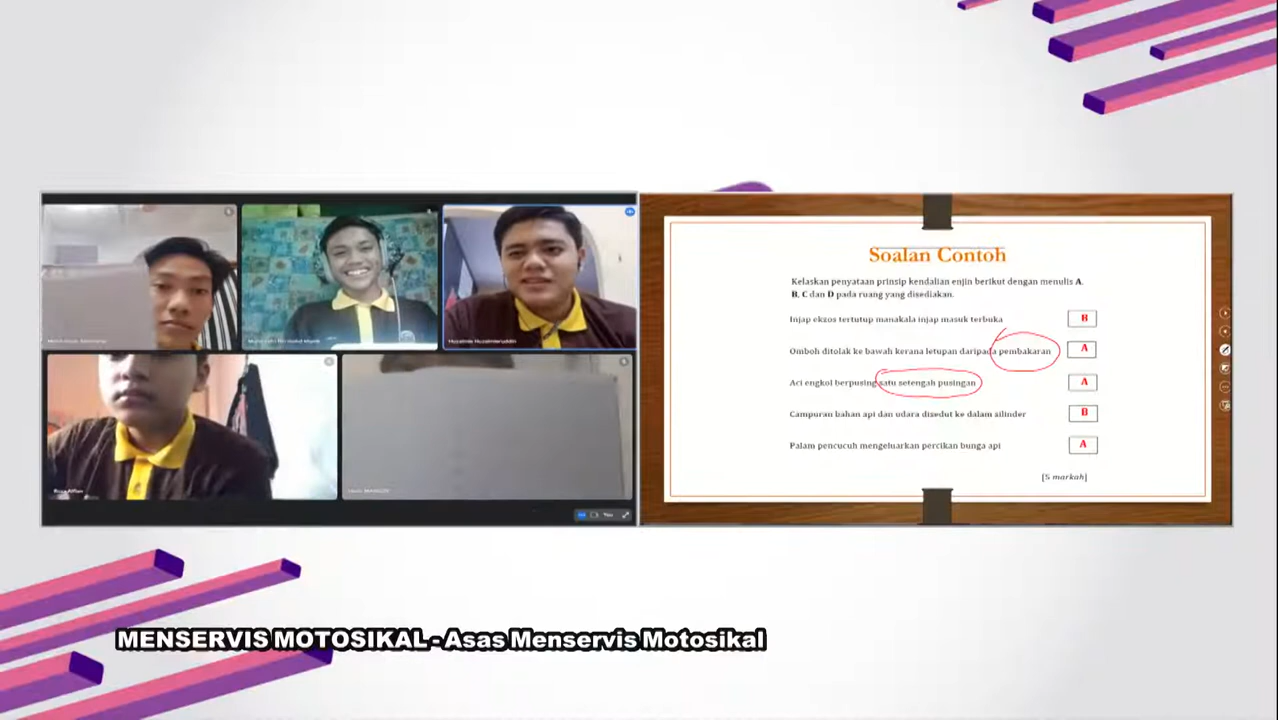 Soalan Contoh
Kelaskan penyataan prinsip kendalian enjin berikut dengan menulis A,
B, C dan D pada ruang yang disediakan.
Injap ekzos tertutup manakala injap masuk terbuka B
Omboh ditolak ke bawah kerana letupan daripada pembakaran A
Aci engkol berpusing satu setengah pusingan A
Campuran bahan api dan udara disedut ke dalam silinder B
Palam pencucuh mengeluarkan percikan bunga api A
[5 markah]
MENSERVIS MOTOSIKAL - Asas Menservis Motosikal